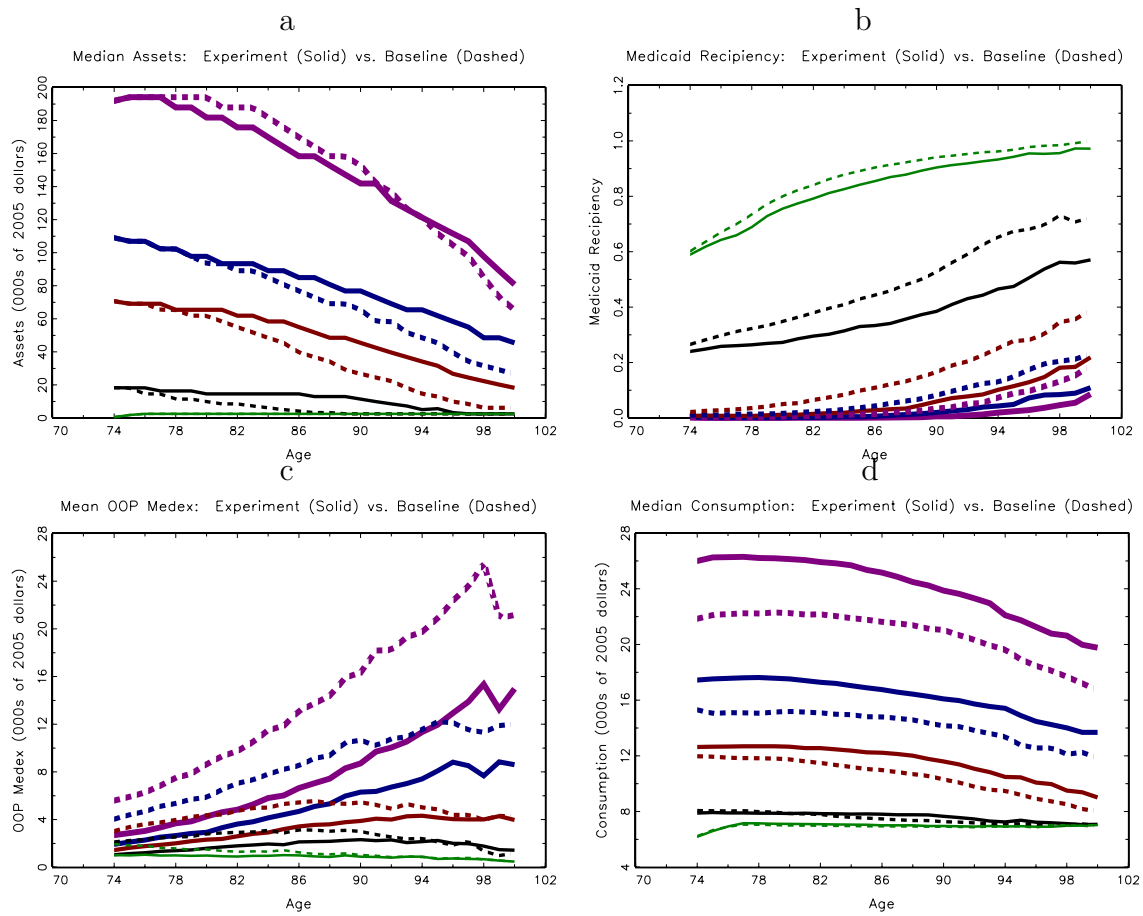 a
Median Assets: Experiment (Solid) vs. Baseline (Dashed)
Assets (000s of 2005 dollars)
0 20 40 60 80 100 120 140 160 180 200
70 74 78 82 86 90 94 98 102
Age
b
Medicaid Recipiency: Experiment (Solid) vs. Baseline (Dashed)
Medicaid Recipiency
0.0 0.2 0.4 0.6 0.8 1.0 1.2
70 74 78 82 86 90 94 98 102
Age
c
Mean OOP Medex: Experiment (Solid) vs. Baseline (Dashed)
OOP Medex (000s of 2005 dollars)
0 4 8 12 16 20 24 28
70 74 78 82 86 90 94 98 102
Age
d
Median Consumption: Experiment (Solid) vs. Baseline (Dashed)
Consumption (000s of 2005 dollars)
4 8 12 16 20 24 28
70 74 78 82 86 90 94 98 102
Age